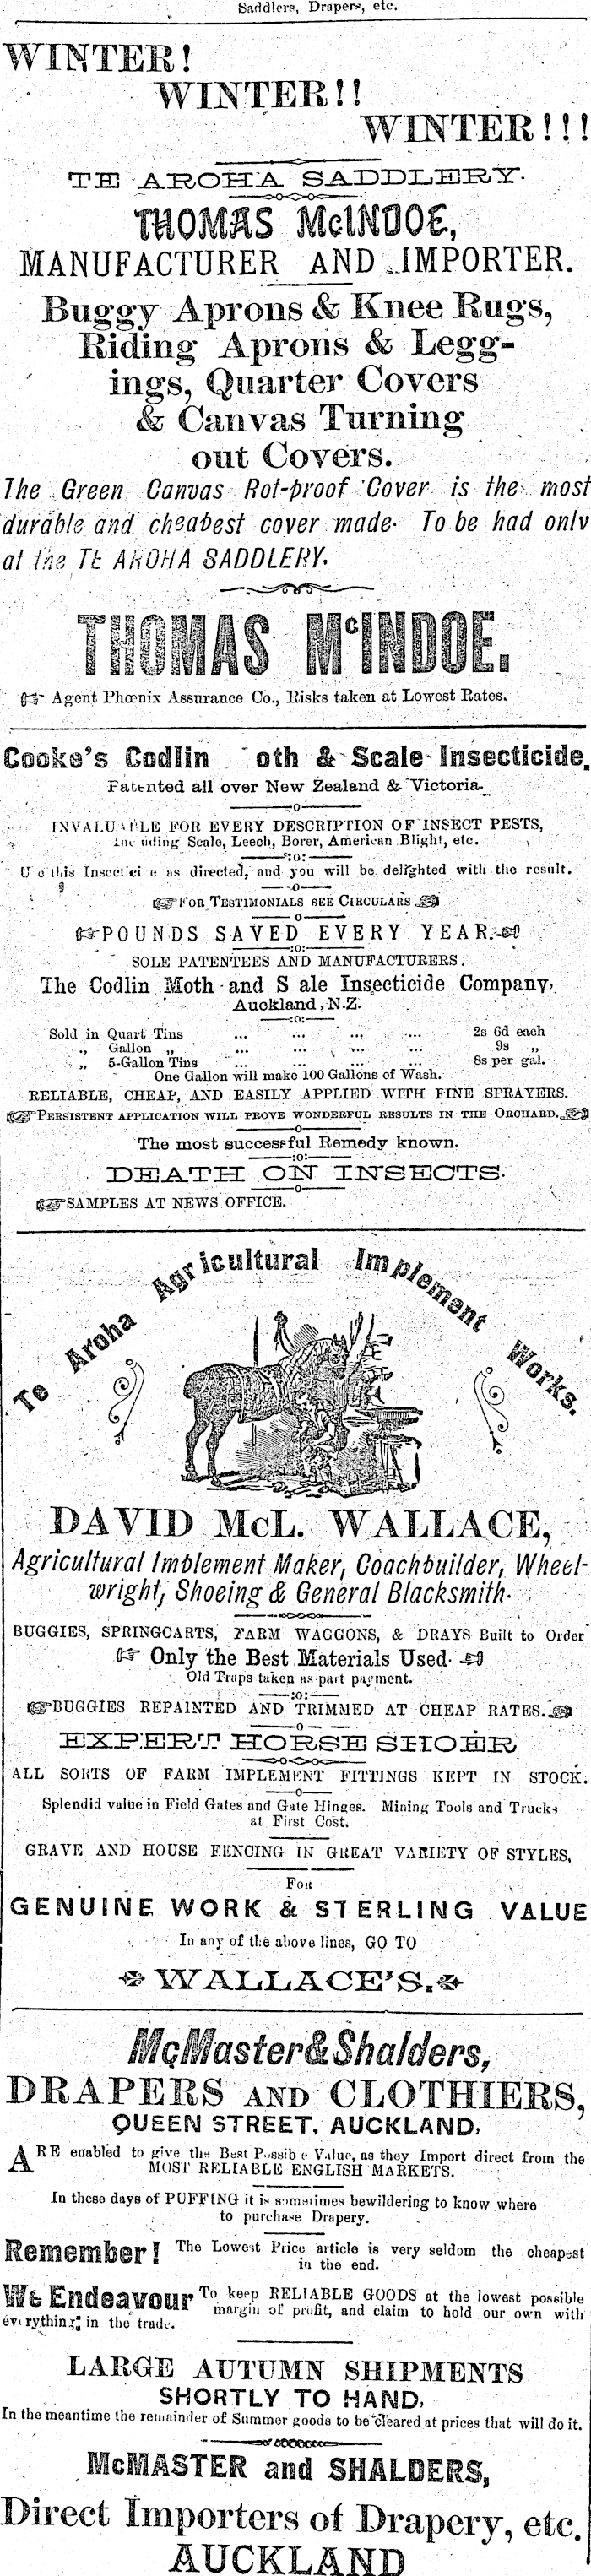 Saddlers, Drapers, etc.
WINTER!
WINTER!!
WINTER!!!
TE AROHA SADDLERY.
THOMAS McINDOE,
MANUFACTURER AND IMPORTER.
Buggy Aprons & Knee Rugs,
Riding Aprons & Legg-
ings, Quarter Covers
& Canvas Turning
out Covers.
The Green Canvas Rot-proof Cover is the most
durable and cheapest cover made. To be had only
at the TE AROHA SADDLERY.
THOMAS McINDOE.
Agent Phœnix Assurance Co., Risks taken at Lowest Rates.
Cooke's Codlin oth & Scale Insecticide.
Patented all over New Zealand & Victoria.
INVALUABLE FOR EVERY DESCRIPTION OF INSECT PESTS,
Including Scale, Leech, Borer, American Blight, etc.
U e this Insecti ci e as directed, and you will be delighted with the result.
FOR TESTIMONIALS SEE CIRCULARS
POUNDS SAVED EVERY YEAR.
SOLE PATENTEES AND MANUFACTURERS.
The Codlin Moth and S ale Insecticide Company,
Auckland, N.Z.
Sold in Quart Tins ... ... ... ... 2s 6d each
„ Gallon „ ... ... ... ... 9s „
„ 5-Gallon Tins ... ... ... ... 8s per gal.
One Gallon will make 100 Gallons of Wash.
RELIABLE, CHEAP, AND EASILY APPLIED WITH FINE SPRAYERS.
PERSISTENT APPLICATION WILL PROVE WONDERFUL RESULTS IN THE ORCHARD.
The most successful Remedy known.
DEATH ON INSECTS.
SAMPLES AT NEWS OFFICE.
Te Aroha Agricultural Implement Works.
DAVID McL. WALLACE,
Agricultural Implement Maker, Coachbuilder, Wheel-
wright, Shoeing & General Blacksmith.
BUGGIES, SPRINGCARTS, FARM WAGGONS, & DRAYS Built to Order
Only the Best Materials Used.
Old Traps taken as part payment.
BUGGIES REPAINTED AND TRIMMED AT CHEAP RATES.
EXPERT HORSE SHOER
ALL SORTS OF FARM IMPLEMENT FITTINGS KEPT IN STOCK.
Splendid value in Field Gates and Gate Hinges. Mining Tools and Trucks
at First Cost.
GRAVE AND HOUSE FENCING IN GREAT VARIETY OF STYLES,
FOR
GENUINE WORK & STERLING VALUE
In any of the above lines, GO TO
WALLACE'S.
McMaster & Shalders,
DRAPERS AND CLOTHIERS,
QUEEN STREET, AUCKLAND,
ARE enabled to give the Best Possible Value, as they Import direct from the
MOST RELIABLE ENGLISH MARKETS.
In these days of PUFFING it is sometimes bewildering to know where
to purchase Drapery.
Remember! The Lowest Price article is very seldom the cheapest
in the end.
We Endeavour To keep RELIABLE GOODS at the lowest possible
margin of profit, and claim to hold our own with
everything in the trade.
LARGE AUTUMN SHIPMENTS
SHORTLY TO HAND,
In the meantime the remainder of Summer goods to be cleared at prices that will do it.
McMASTER and SHALDERS,
Direct Importers of Drapery, etc.
AUCKLAND